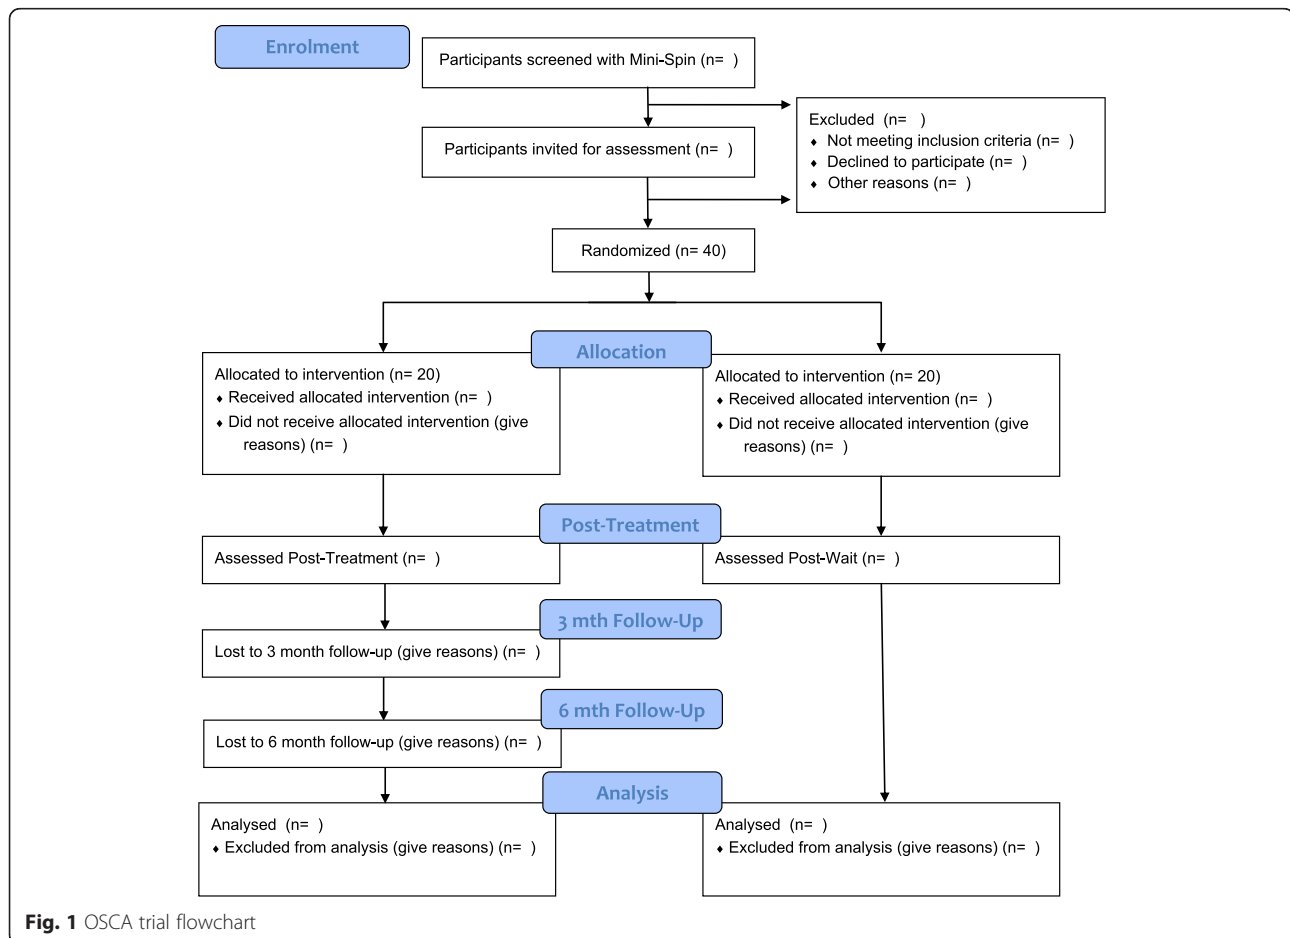 Enrolment
Participants screened with Mini-Spin (n= )
Excluded (n= )
♦ Not meeting inclusion criteria (n= )
♦ Declined to participate (n= )
♦ Other reasons (n= )
Participants invited for assessment (n= )
Randomized (n= 40)
Allocation
Allocated to intervention (n= 20)
♦ Received allocated intervention (n= )
♦ Did not receive allocated intervention (give
reasons) (n= )
Allocated to intervention (n= 20)
♦ Received allocated intervention (n= )
♦ Did not receive allocated intervention (give
reasons) (n= )
Post-Treatment
Assessed Post-Treatment (n= )
Assessed Post-Wait (n= )
3 mth Follow-Up
Lost to 3 month follow-up (give reasons) (n= )
6 mth Follow-Up
Lost to 6 month follow-up (give reasons) (n= )
Analysis
Analysed (n= )
♦ Excluded from analysis (give reasons) (n= )
Analysed (n= )
♦ Excluded from analysis (give reasons) (n= )
Fig. 1 OSCA trial flowchart